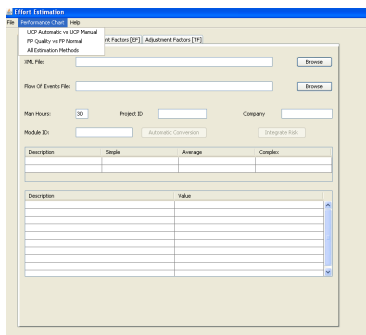 Effort Estimation
File Performance Chart Help
UCP Automatic vs UCP Manual
FP Quality vs FP Normal
All Estimation Methods
nt Factors [EF] Adjustment Factors [TF]
XML File: Browse
Flow Of Events File: Browse
Man Hours: 30 Project ID Company
Module ID: Automatic Conversion Integrate Risk
Description Simple Average Complex
Description Value